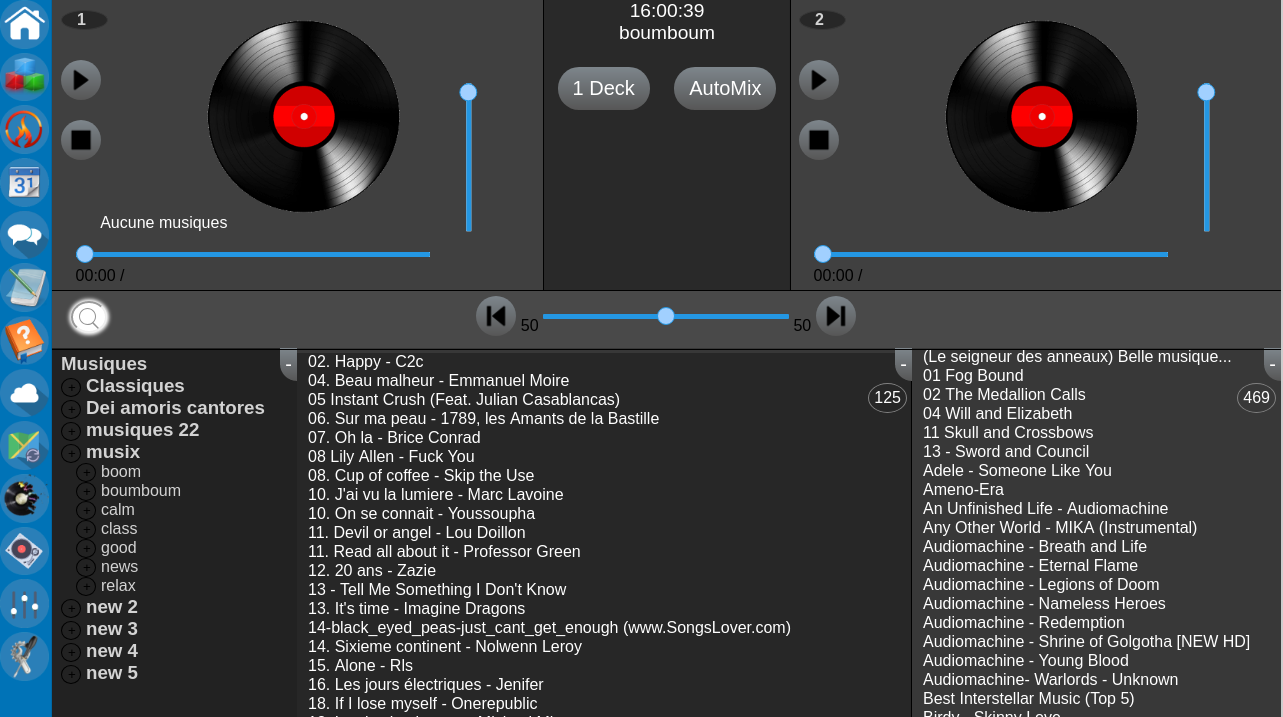 1
Aucune musiques
00:00 /
16:00:39
boumboum
1 Deck
AutoMix
2
00:00 /
31
50
50
Musiques
Classiques
Dei amoris cantores
musiques 22
musix
boom
boumboum
calm
class
good
news
relax
new 2
new 3
new 4
new 5
-
02. Happy - C2c
04. Beau malheur - Emmanuel Moire
05 Instant Crush (Feat. Julian Casablancas)
06. Sur ma peau - 1789, les Amants de la Bastille
07. Oh la - Brice Conrad
08 Lily Allen - Fuck You
08. Cup of coffee - Skip the Use
10. J'ai vu la lumiere - Marc Lavoine
10. On se connait - Youssoupha
11. Devil or angel - Lou Doillon
11. Read all about it - Professor Green
12. 20 ans - Zazie
13 - Tell Me Something I Don't Know
13. It's time - Imagine Dragons
14-black_eyed_peas-just_cant_get_enough (www.SongsLover.com)
14. Sixieme continent - Nolwenn Leroy
15. Alone - Rls
16. Les jours électriques - Jenifer
18. If I lose myself - Onerepublic
-
125
(Le seigneur des anneaux) Belle musique...
01 Fog Bound
02 The Medallion Calls
04 Will and Elizabeth
11 Skull and Crossbows
13 - Sword and Council
Adele - Someone Like You
Ameno-Era
An Unfinished Life - Audiomachine
Any Other World - MIKA (Instrumental)
Audiomachine - Breath and Life
Audiomachine - Eternal Flame
Audiomachine - Legions of Doom
Audiomachine - Nameless Heroes
Audiomachine - Redemption
Audiomachine - Shrine of Golgotha [NEW HD]
Audiomachine - Young Blood
Audiomachine- Warlords - Unknown
Best Interstellar Music (Top 5)
Birdy - Skinny Love
-
469